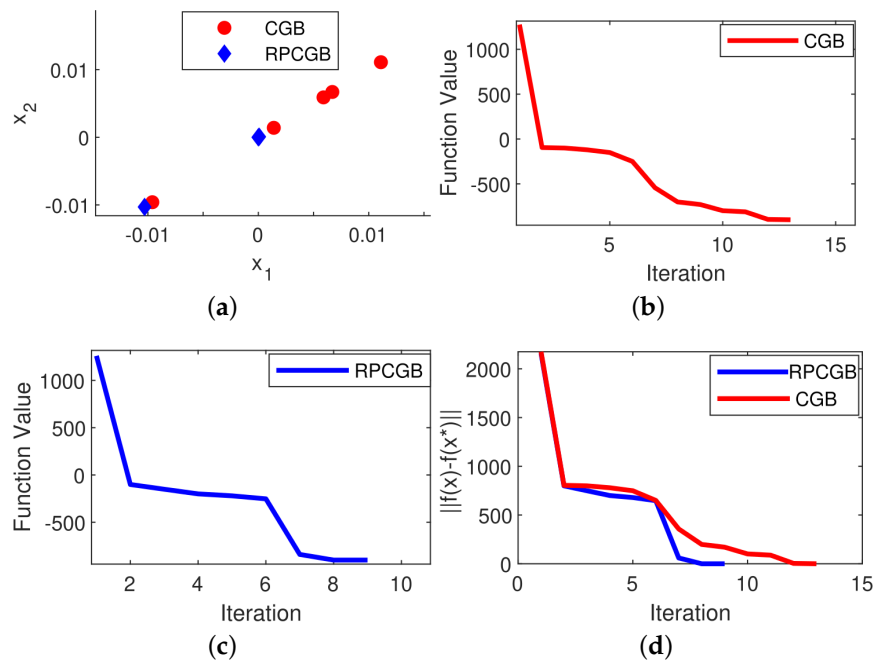 CGB
RPCGB
0.01
0
-0.01
x_2
-0.01 0 0.01
x_1
(a)
CGB
1000
500
0
-500
Function Value
5 10 15
Iteration
(b)
RPCGB
1000
500
0
-500
Function Value
2 4 6 8 10
Iteration
(c)
RPCGB
CGB
2000
1500
1000
500
0
||f(x)-f(x*)||
0 5 10 15
Iteration
(d)